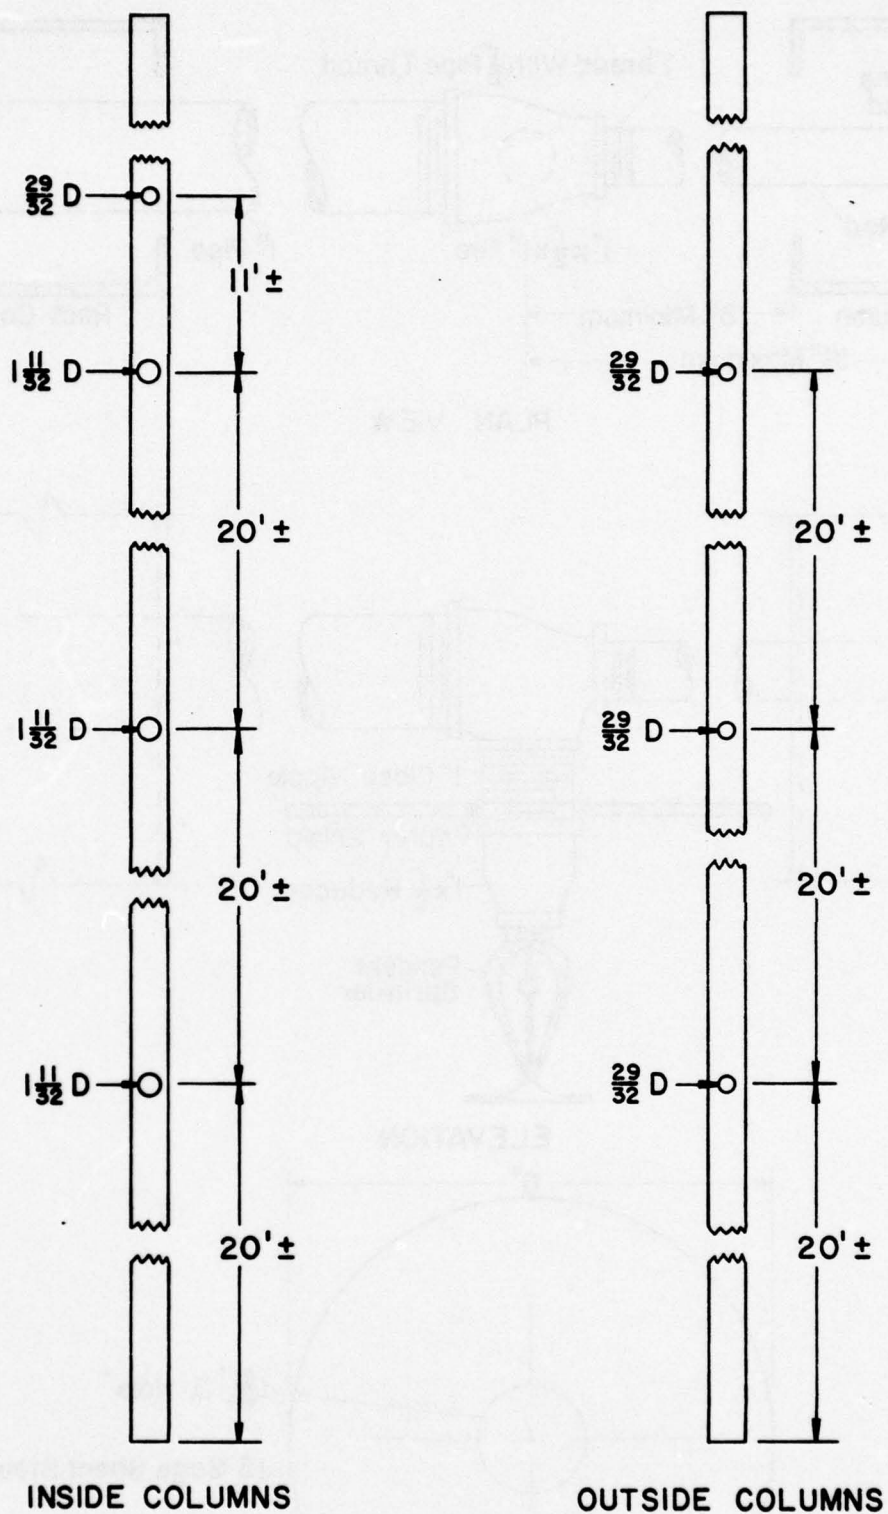 29/32 D
11' ±
1 11/32 D
29/32 D
20' ±
20' ±
1 11/32 D
29/32 D
20' ±
20' ±
1 11/32 D
29/32 D
20' ±
20' ±
INSIDE COLUMNS
OUTSIDE COLUMNS